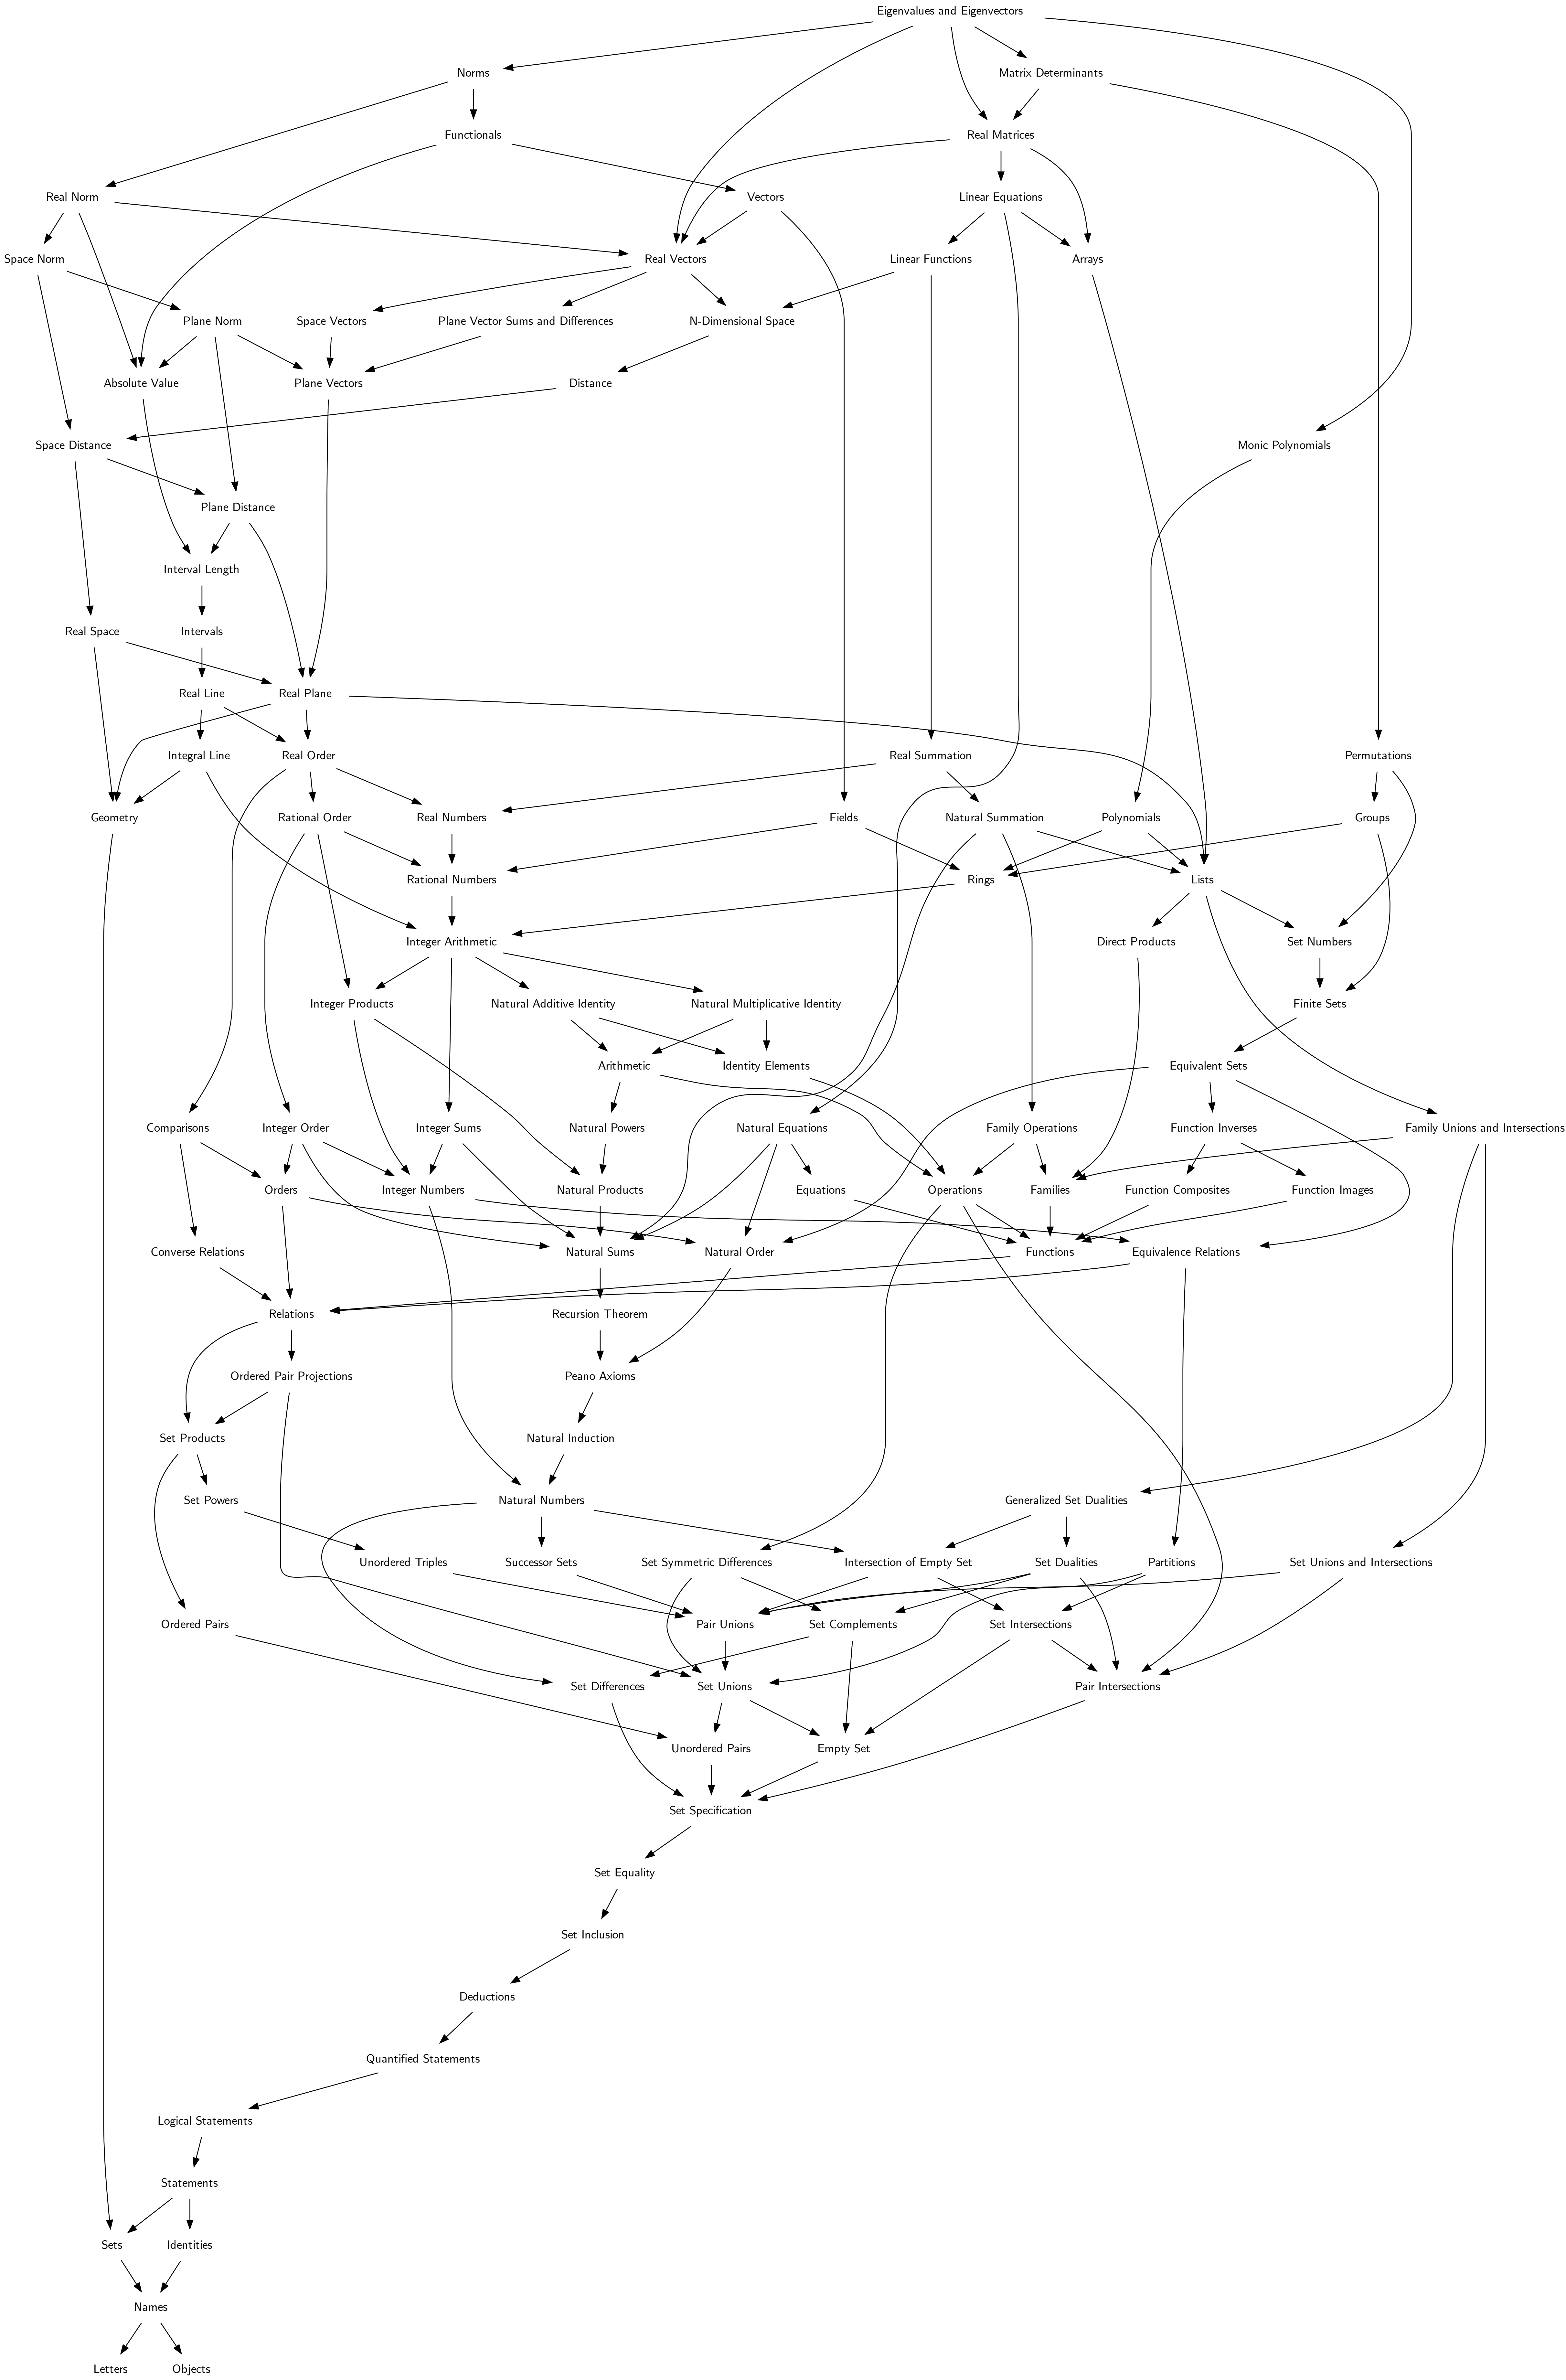 Eigenvalues and Eigenvectors
Norms
Matrix Determinants
Functionals
Real Matrices
Real Norm
Vectors
Linear Equations
Space Norm
Real Vectors
Linear Functions
Arrays
Plane Norm
Space Vectors
Plane Vector Sums and Differences
N-Dimensional Space
Absolute Value
Plane Vectors
Distance
Space Distance
Monic Polynomials
Plane Distance
Interval Length
Real Space
Intervals
Real Line
Real Plane
Integral Line
Real Order
Real Summation
Permutations
Geometry
Rational Order
Real Numbers
Fields
Natural Summation
Polynomials
Groups
Rational Numbers
Rings
Lists
Integer Arithmetic
Direct Products
Set Numbers
Integer Products
Natural Additive Identity
Natural Multiplicative Identity
Finite Sets
Arithmetic
Identity Elements
Equivalent Sets
Comparisons
Integer Order
Integer Sums
Natural Powers
Natural Equations
Family Operations
Function Inverses
Family Unions and Intersections
Orders
Integer Numbers
Natural Products
Equations
Operations
Families
Function Composites
Function Images
Converse Relations
Natural Sums
Natural Order
Functions
Equivalence Relations
Relations
Recursion Theorem
Ordered Pair Projections
Peano Axioms
Set Products
Natural Induction
Set Powers
Natural Numbers
Generalized Set Dualities
Unordered Triples
Successor Sets
Set Symmetric Differences
Intersection of Empty Set
Set Dualities
Partitions
Set Unions and Intersections
Ordered Pairs
Pair Unions
Set Complements
Set Intersections
Set Differences
Set Unions
Pair Intersections
Unordered Pairs
Empty Set
Set Specification
Set Equality
Set Inclusion
Deductions
Quantified Statements
Logical Statements
Statements
Sets
Identities
Names
Letters
Objects